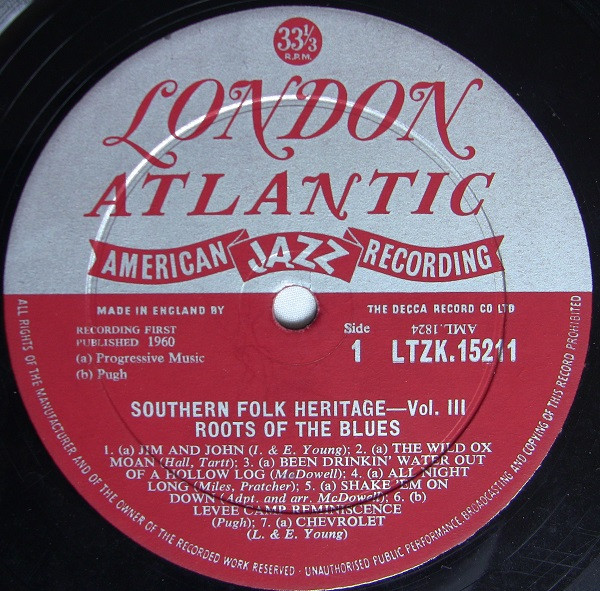 33 1/3
R.P.M.
LONDON
ATLANTIC
AMERICAN JAZZ RECORDING
MADE IN ENGLAND BY
THE DECCA RECORD CO LTD
RECORDING FIRST
PUBLISHED 1960
(a) Progressive Music
(b) Pugh
Side
1
AML.1824
LTZK.15211
SOUTHERN FOLK HERITAGE—Vol. III
ROOTS OF THE BLUES
1. (a) JIM AND JOHN (L. & E. Young); 2. (a) THE WILD OX
MOAN (Hall, Tartt); 3. (a) BEEN DRINKIN' WATER OUT
OF A HOLLOW LOG (McDowell); 4. (a) ALL NIGHT
LONG (Miles, Pratcher); 5. (a) SHAKE 'EM ON
DOWN (Adpt. and arr. McDowell); 6. (b)
LEVEE CAMP REMINISCENCE
(Pugh); 7. (a) CHEVROLET
(L. & E. Young)
ALL RIGHTS OF THE MANUFACTURER AND OF THE OWNER OF THE RECORDED WORK RESERVED - UNAUTHORISED PUBLIC PERFORMANCE BROADCASTING AND COPYING OF THIS RECORD PROHIBITED